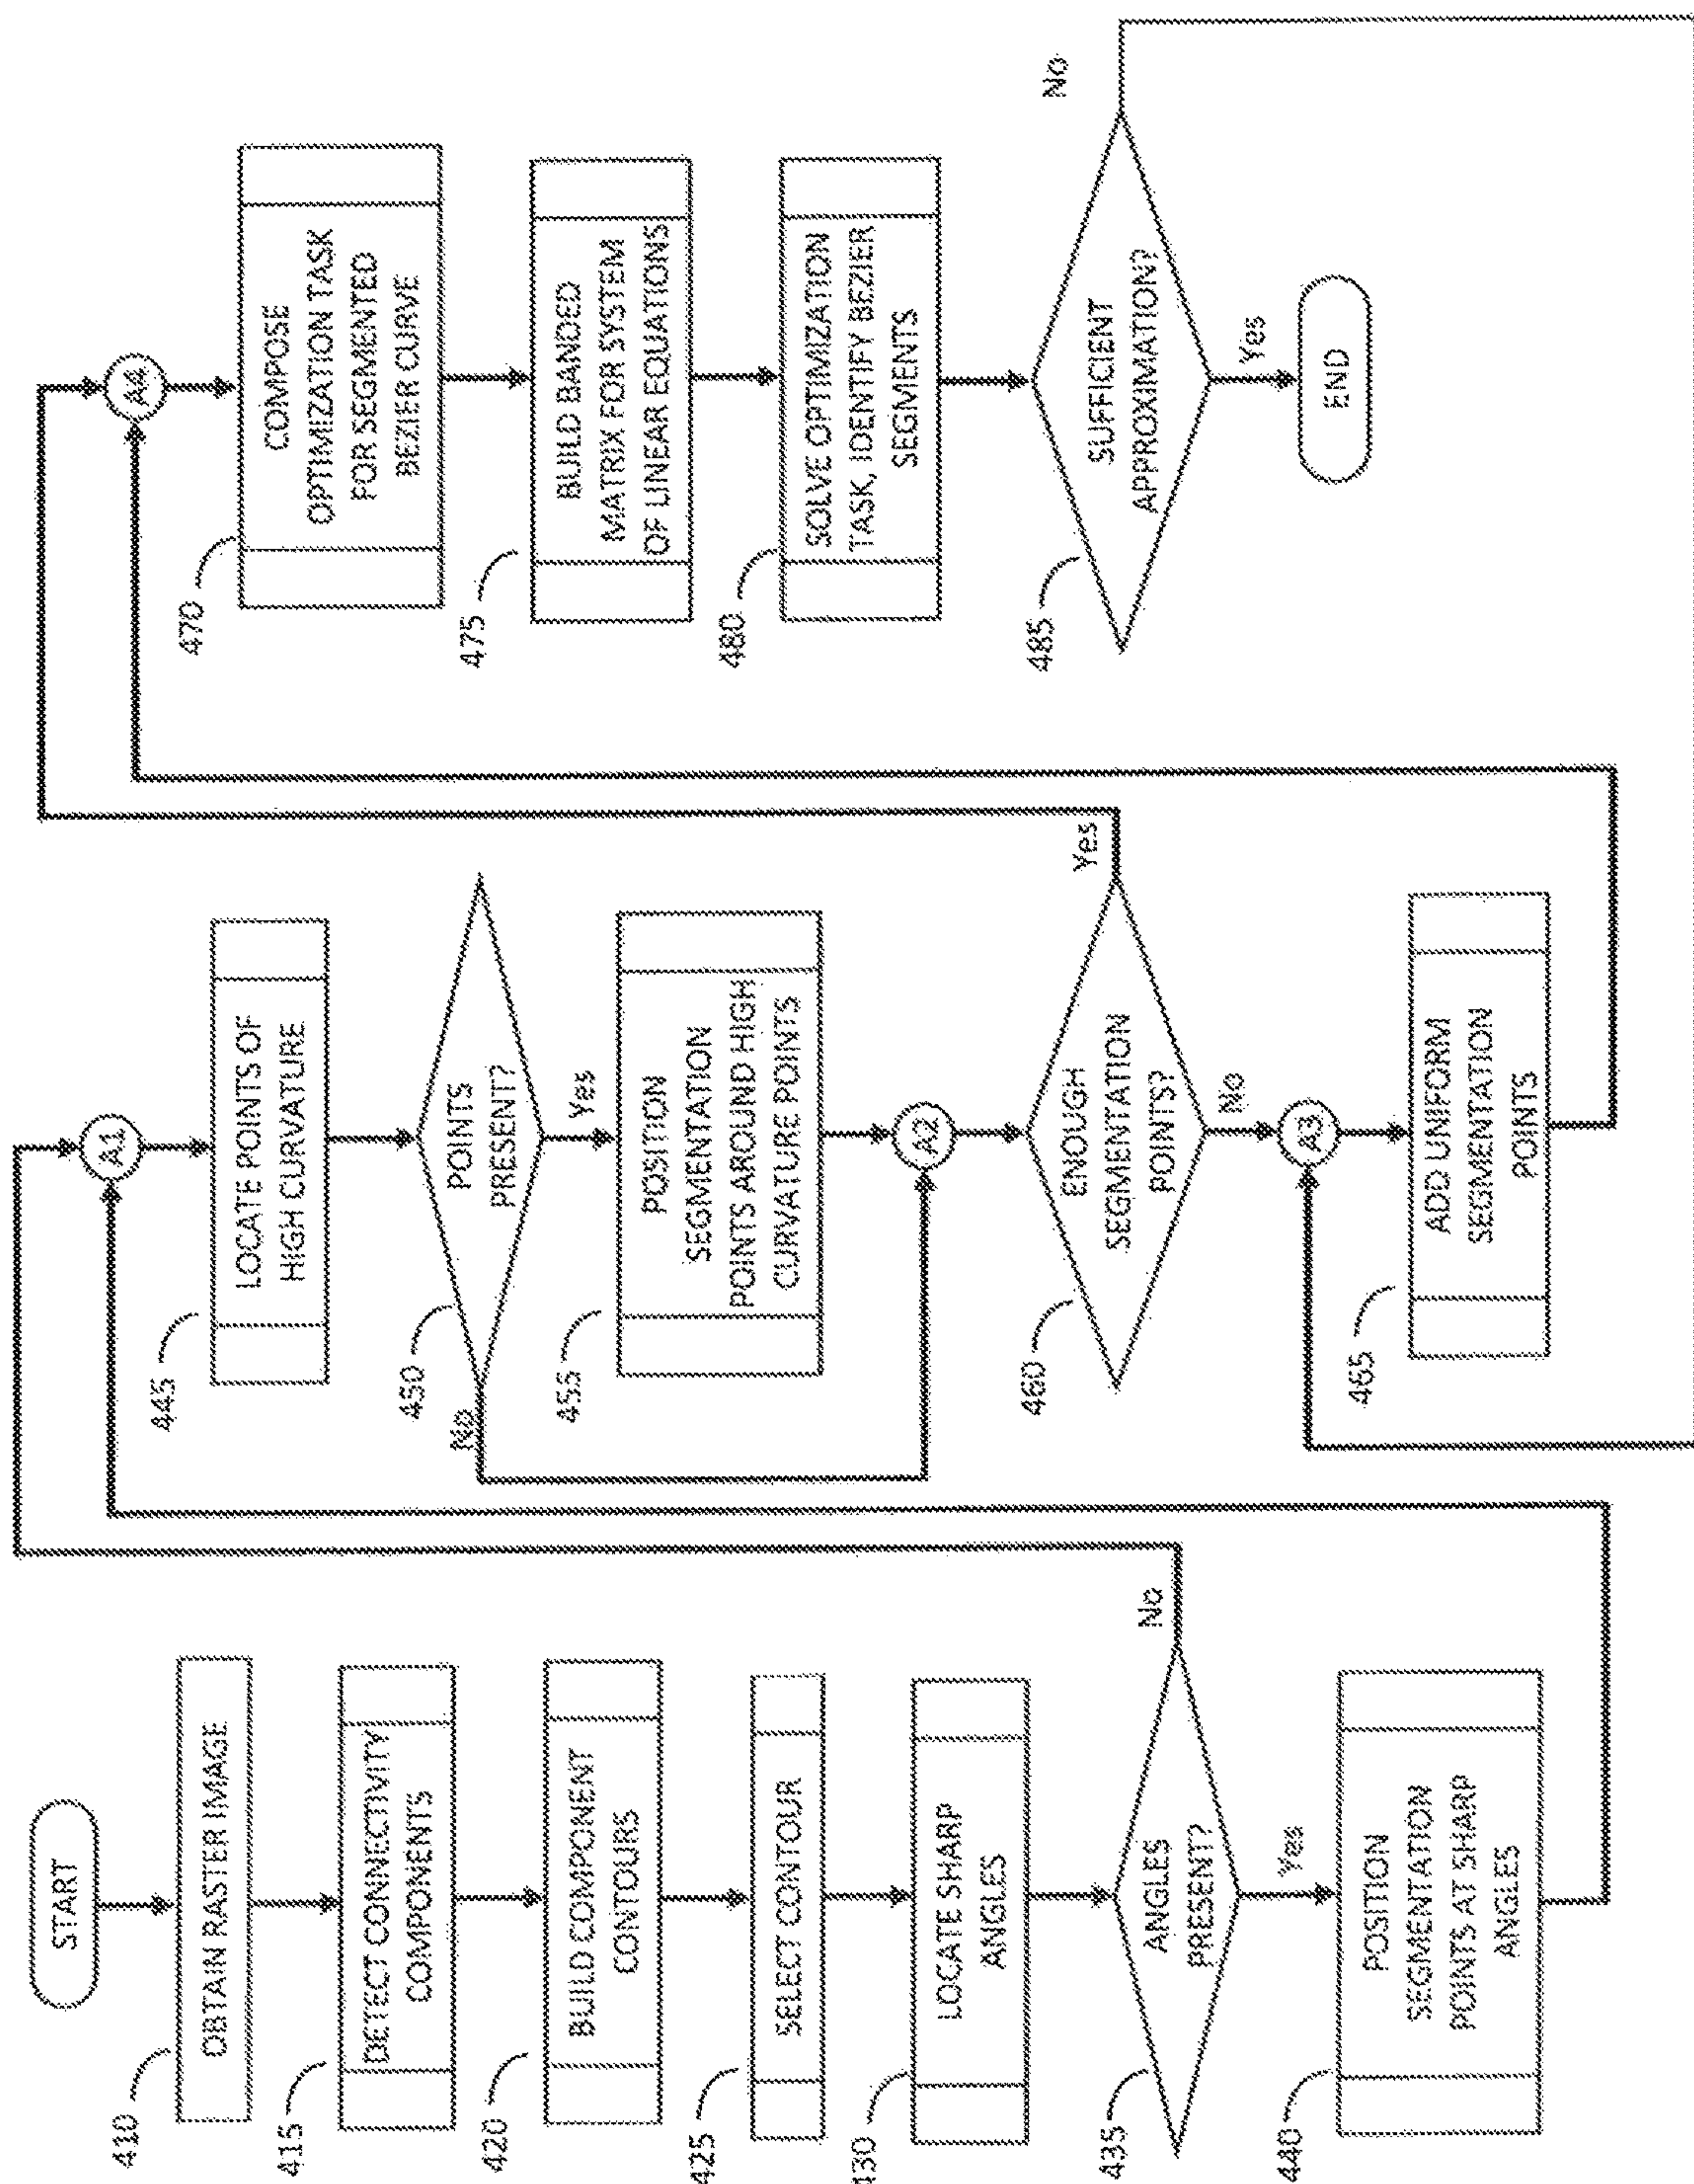 START
410
OBTAIN RASTER IMAGE
415
DETECT CONNECTIVITY
COMPONENTS
420
BUILD COMPONENT
CONTOURS
425
SELECT CONTOUR
430
LOCATE SHARP
ANGLES
435
ANGLES
PRESENT?
No
Yes
440
POSITION
SEGMENTATION
POINTS AT SHARP
ANGLES
A1
445
LOCATE POINTS OF
HIGH CURVATURE
450
POINTS
PRESENT?
No
Yes
455
POSITION
SEGMENTATION
POINTS AROUND HIGH
CURVATURE POINTS
A2
460
ENOUGH
SEGMENTATION
POINTS?
Yes
No
A3
465
ADD UNIFORM
SEGMENTATION
POINTS
A4
470
COMPOSE
OPTIMIZATION TASK
FOR SEGMENTED
BEZIER CURVE
475
BUILD BANDED
MATRIX FOR SYSTEM
OF LINEAR EQUATIONS
480
SOLVE OPTIMIZATION
TASK, IDENTIFY BEZIER
SEGMENTS
485
SUFFICIENT
APPROXIMATION?
No
Yes
END